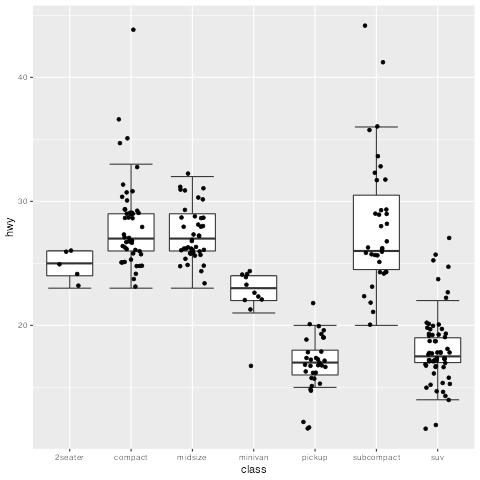 hwy
40
30
20
2seater compact midsize minivan pickup subcompact suv
class